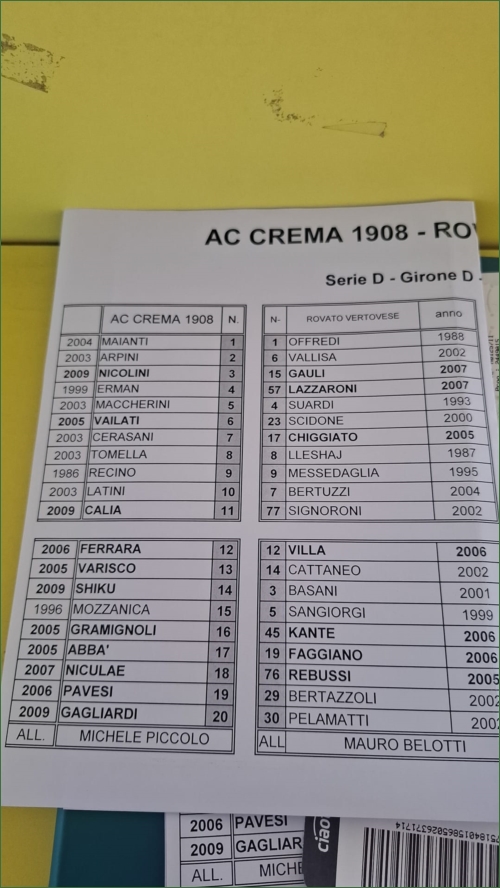 AC CREMA 1908 - RO
Serie D - Girone D -
AC CREMA 1908 N.
2004 MAIANTI 1
2003 ARPINI 2
2009 NICOLINI 3
1999 ERMAN 4
2003 MACCHERINI 5
2005 VAILATI 6
2003 CERASANI 7
2003 TOMELLA 8
1986 RECINO 9
2003 LATINI 10
2009 CALIA 11
2006 FERRARA 12
2005 VARISCO 13
2009 SHIKU 14
1996 MOZZANICA 15
2005 GRAMIGNOLI 16
2005 ABBA' 17
2007 NICULAE 18
2006 PAVESI 19
2009 GAGLIARDI 20
ALL. MICHELE PICCOLO
N- ROVATO VERTOVESE anno
1 OFFREDI 1988
6 VALLISA 2002
15 GAULI 2007
57 LAZZARONI 2007
4 SUARDI 1993
23 SCIDONE 2000
17 CHIGGIATO 2005
8 LLESHAJ 1987
9 MESSEDAGLIA 1995
7 BERTUZZI 2004
77 SIGNORONI 2002
12 VILLA 2006
14 CATTANEO 2002
3 BASANI 2001
5 SANGIORGI 1999
45 KANTE 2006
19 FAGGIANO 2006
76 REBUSSI 2005
29 BERTAZZOLI 2002
30 PELAMATTI 2002
ALL MAURO BELOTTI
2006 PAVESI
2009 GAGLIAR
ALL. MICHE
ciao